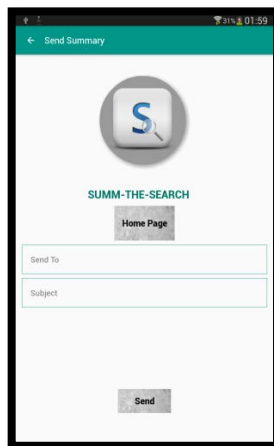 31% 01:59
← Send Summary
S
SUMM-THE-SEARCH
Home Page
Send To
Subject
Send